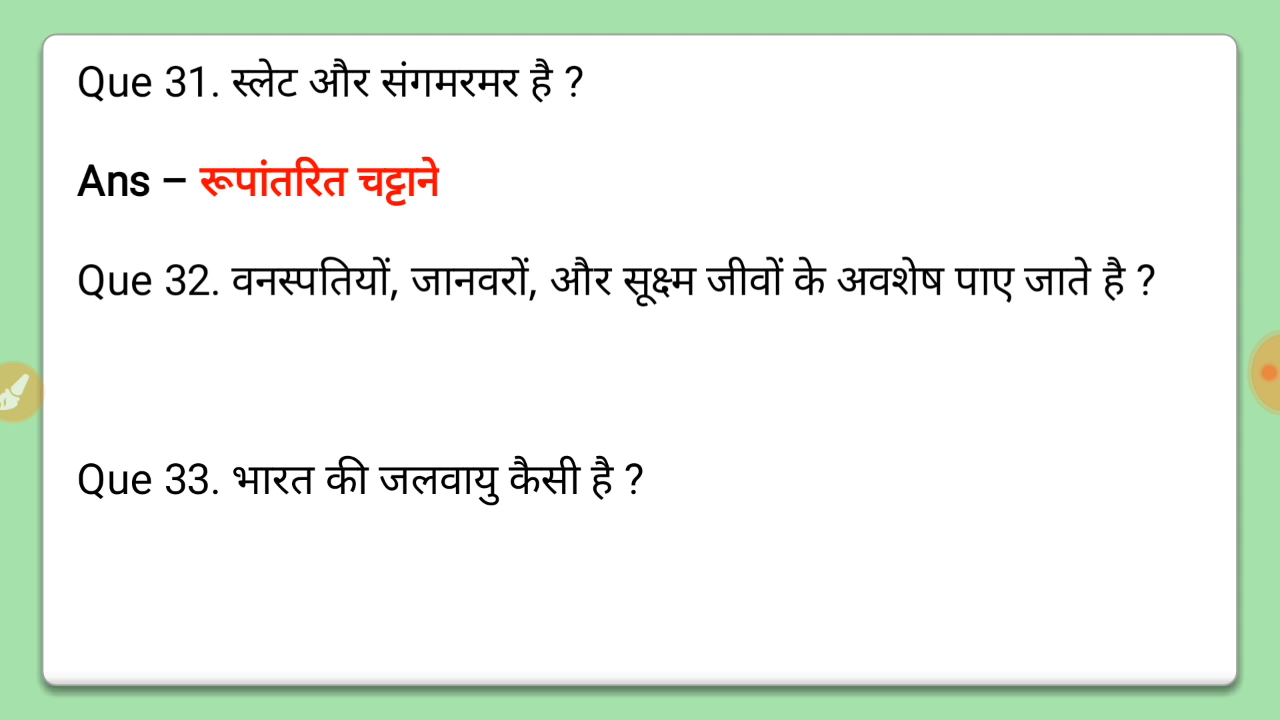 Que 31. स्लेट और संगमरमर है ?
Ans – रूपांतरित चट्टाने
Que 32. वनस्पतियों, जानवरों, और सूक्ष्म जीवों के अवशेष पाए जाते है ?
Que 33. भारत की जलवायु कैसी है ?